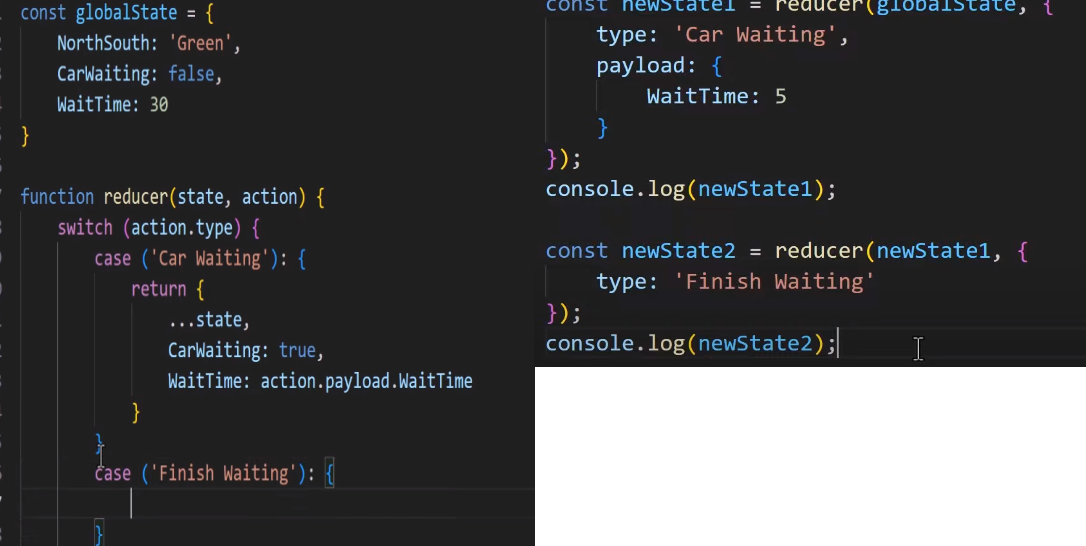 const globalState = {
NorthSouth: 'Green',
CarWaiting: false,
WaitTime: 30
}
function reducer(state, action) {
switch (action.type) {
case ('Car Waiting'): {
return {
...state,
CarWaiting: true,
WaitTime: action.payload.WaitTime
}
}
case ('Finish Waiting'): {
}
const newState1 = reducer(globalState, {
type: 'Car Waiting',
payload: {
WaitTime: 5
}
});
console.log(newState1);
const newState2 = reducer(newState1, {
type: 'Finish Waiting'
});
console.log(newState2);